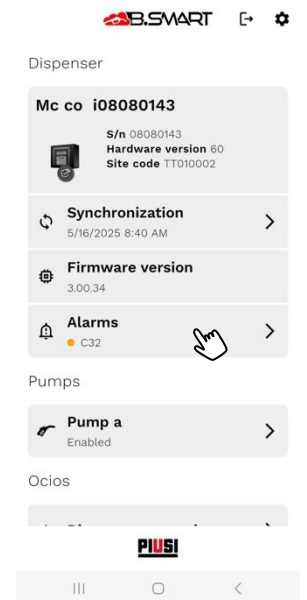 B.SMART
Dispenser
Mc co i08080143
S/n 08080143
Hardware version 60
Site code TT010002
Synchronization
5/16/2025 8:40 AM
Firmware version
3.00.34
Alarms
C32
Pumps
Pump a
Enabled
Ocios
PIUSI